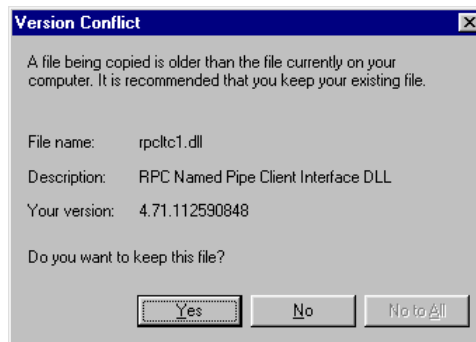 Version Conflict
A file being copied is older than the file currently on your
computer. It is recommended that you keep your existing file.
File name: rpcltc1.dll
Description: RPC Named Pipe Client Interface DLL
Your version: 4.71.112590848
Do you want to keep this file?
Yes No No to All